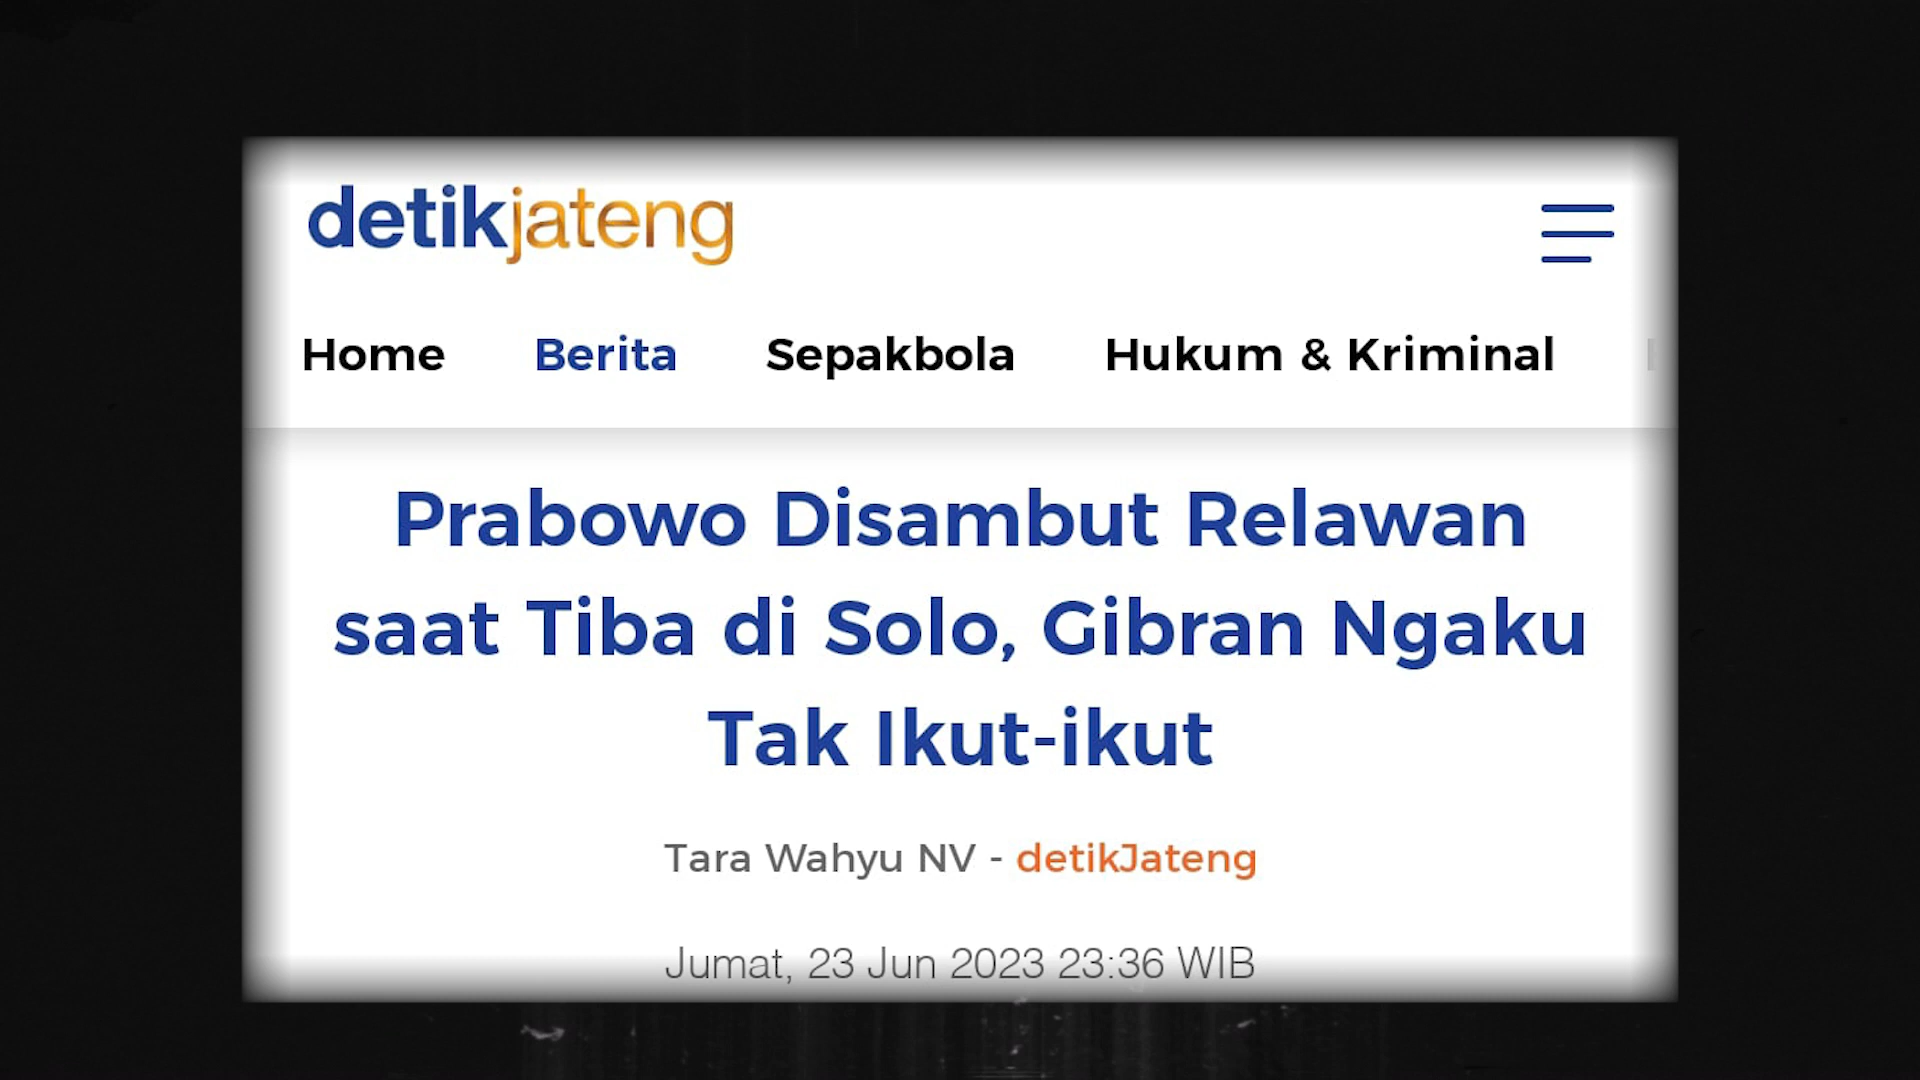 detikjateng
Home Berita Sepakbola Hukum & Kriminal
Prabowo Disambut Relawan
saat Tiba di Solo, Gibran Ngaku
Tak Ikut-ikut
Tara Wahyu NV - detikJateng
Jumat, 23 Jun 2023 23:36 WIB